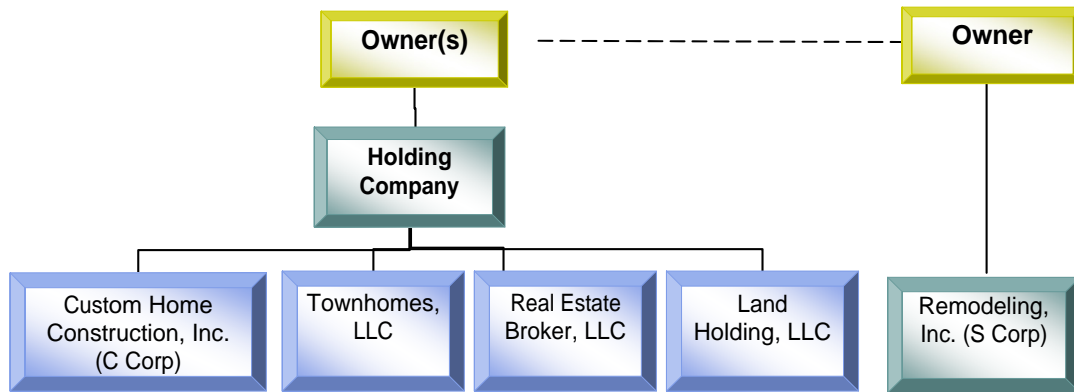 Owner(s)
Owner
Holding
Company
Custom Home
Construction, Inc.
(C Corp)
Townhomes,
LLC
Real Estate
Broker, LLC
Land
Holding, LLC
Remodeling,
Inc. (S Corp)